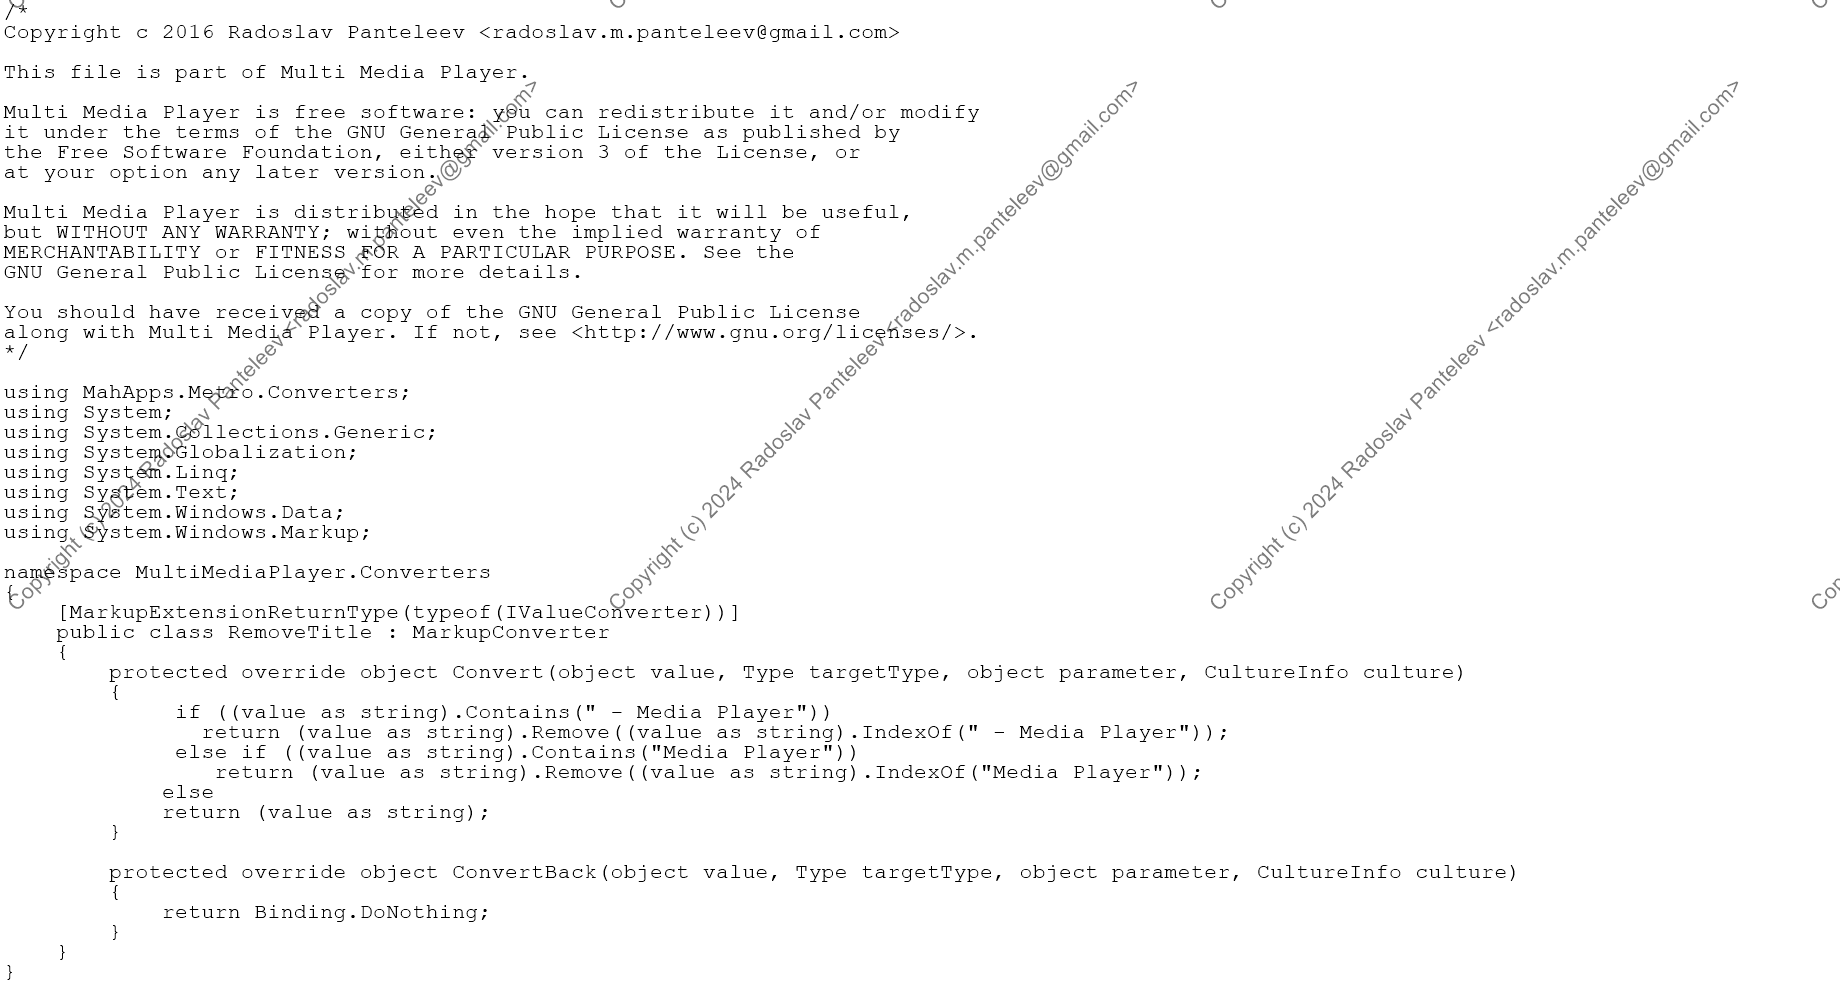 /*
Copyright c 2016 Radoslav Panteleev <radoslav.m.panteleev@gmail.com>

This file is part of Multi Media Player.

Multi Media Player is free software: you can redistribute it and/or modify
it under the terms of the GNU General Public License as published by
the Free Software Foundation, either version 3 of the License, or
at your option any later version.

Multi Media Player is distributed in the hope that it will be useful,
but WITHOUT ANY WARRANTY; without even the implied warranty of
MERCHANTABILITY or FITNESS FOR A PARTICULAR PURPOSE. See the
GNU General Public License for more details.

You should have received a copy of the GNU General Public License
along with Multi Media Player. If not, see <http://www.gnu.org/licenses/>.
*/

using MahApps.Metro.Converters;
using System;
using System.Collections.Generic;
using System.Globalization;
using System.Linq;
using System.Text;
using System.Windows.Data;
using System.Windows.Markup;

namespace MultiMediaPlayer.Converters
{
    [MarkupExtensionReturnType(typeof(IValueConverter))]
    public class RemoveTitle : MarkupConverter
    {
        protected override object Convert(object value, Type targetType, object parameter, CultureInfo culture)
        {
             if ((value as string).Contains(" - Media Player"))
               return (value as string).Remove((value as string).IndexOf(" - Media Player"));
             else if ((value as string).Contains("Media Player"))
                return (value as string).Remove((value as string).IndexOf("Media Player"));
            else
            return (value as string);
        }

        protected override object ConvertBack(object value, Type targetType, object parameter, CultureInfo culture)
        {
            return Binding.DoNothing;
        }
    }
}
Copyright (c) 2024 Radoslav Panteleev <radoslav.m.panteleev@gmail.com>
Copyright (c) 2024 Radoslav Panteleev <radoslav.m.panteleev@gmail.com>
Copyright (c) 2024 Radoslav Panteleev <radoslav.m.panteleev@gmail.com>